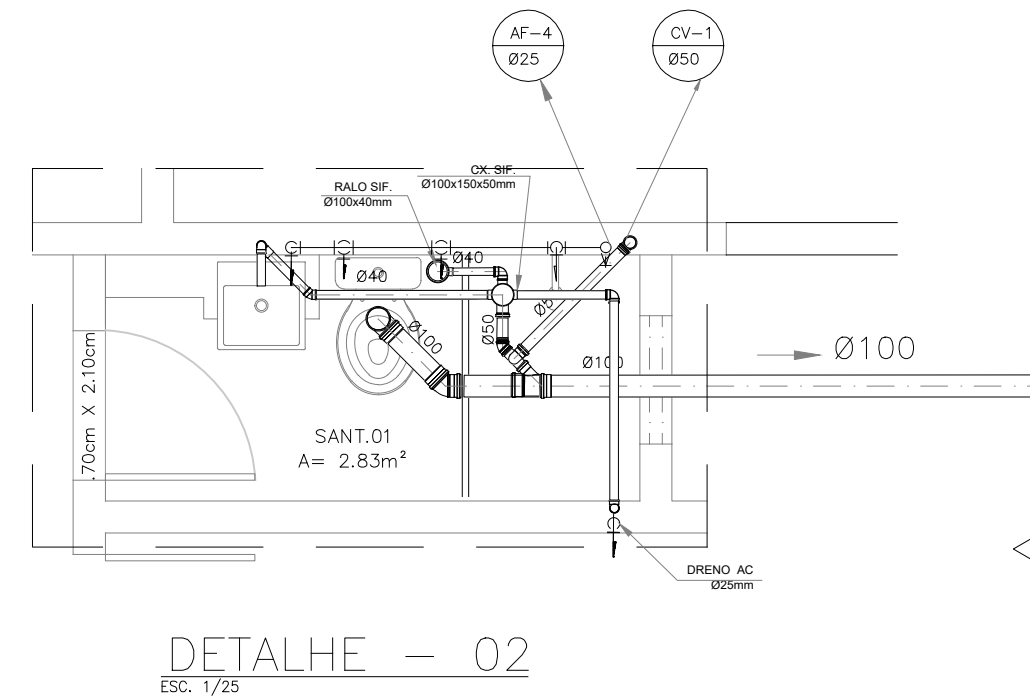 AF-4
Ø25
CV-1
Ø50
CX. SIF.
Ø100x150x50mm
RALO SIF.
Ø100x40mm
Ø40
Ø40
Ø100
Ø50
Ø100
Ø100
.70cm X 2.10cm
SANT.01
A= 2.83m²
DRENO AC
Ø25mm
DETALHE - 02
ESC. 1/25